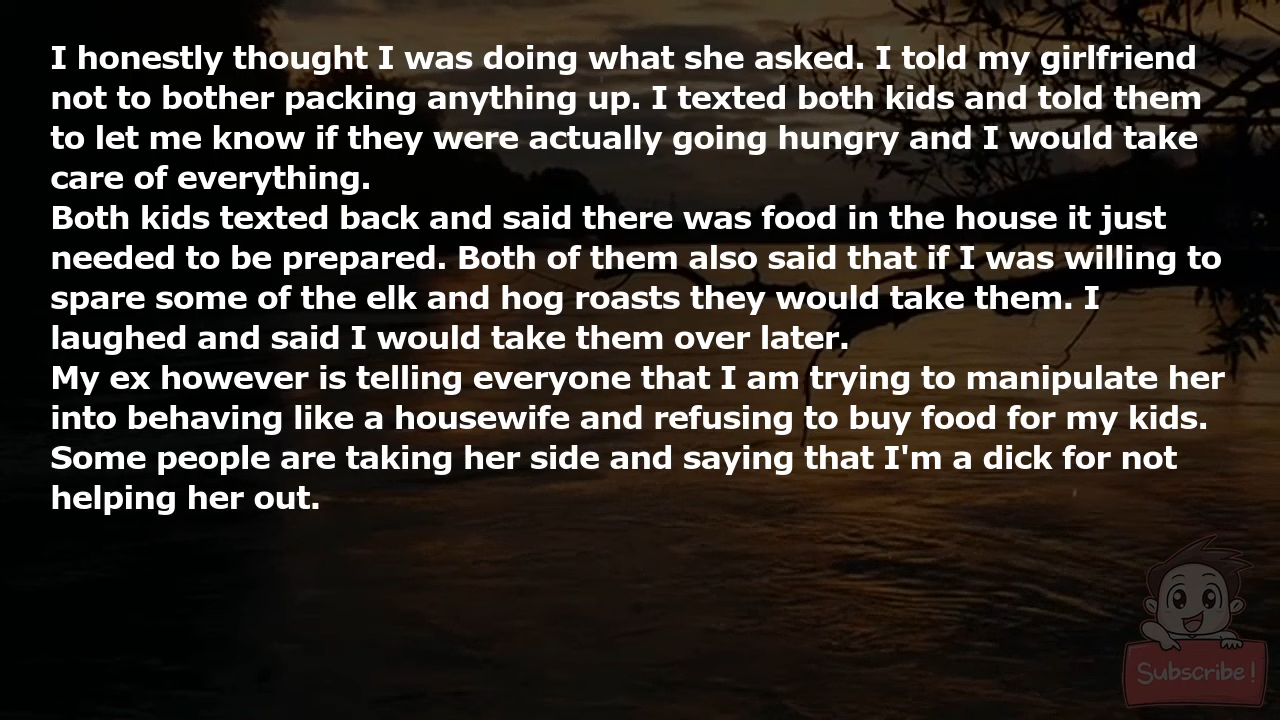 I honestly thought I was doing what she asked. I told my girlfriend
not to bother packing anything up. I texted both kids and told them
to let me know if they were actually going hungry and I would take
care of everything.
Both kids texted back and said there was food in the house it just
needed to be prepared. Both of them also said that if I was willing to
spare some of the elk and hog roasts they would take them. I
laughed and said I would take them over later.
My ex however is telling everyone that I am trying to manipulate her
into behaving like a housewife and refusing to buy food for my kids.
Some people are taking her side and saying that I'm a dick for not
helping her out.
Subscribe!